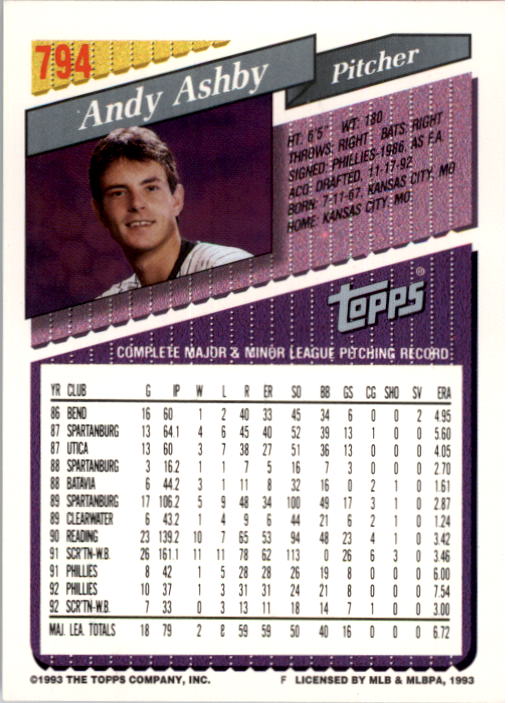 794
Andy Ashby
Pitcher
HT: 6'5" WT: 180
THROWS: RIGHT BATS: RIGHT
SIGNED: PHILLIES-1986, AS F.A.
ACQ: DRAFTED, 11-17-92
BORN: 7-11-67, KANSAS CITY, MO
HOME: KANSAS CITY, MO
TOPPS®
COMPLETE MAJOR & MINOR LEAGUE PITCHING RECORD
YR CLUB G IP W L R ER SO BB GS CG SHO SV ERA
86 BEND 16 60 1 2 40 33 45 34 6 0 0 2 4.95
87 SPARTANBURG 13 64.1 4 6 45 40 52 39 13 1 0 0 5.60
87 UTICA 13 60 3 7 38 27 51 36 13 0 0 0 4.05
88 SPARTANBURG 3 16.2 1 1 7 5 16 7 3 0 0 0 2.70
88 BATAVIA 6 44.2 3 1 11 8 32 16 0 2 1 0 1.61
89 SPARTANBURG 17 106.2 5 9 48 34 100 49 17 3 1 0 2.87
89 CLEARWATER 6 43.2 1 4 9 6 44 21 6 2 1 0 1.24
90 READING 23 139.2 10 7 65 53 94 48 23 4 1 0 3.42
91 SCR'TN-W.B. 26 161.1 11 11 78 62 113 0 26 6 3 0 3.46
91 PHILLIES 8 42 1 5 28 28 26 19 8 0 0 0 6.00
92 PHILLIES 10 37 1 3 31 31 24 21 8 0 0 0 7.54
92 SCR'TN-W.B. 7 33 0 3 13 11 18 14 7 1 0 0 3.00
MAJ. LEA. TOTALS 18 79 2 8 59 59 50 40 16 0 0 0 6.72
©1993 THE TOPPS COMPANY, INC. F LICENSED BY MLB & MLBPA, 1993